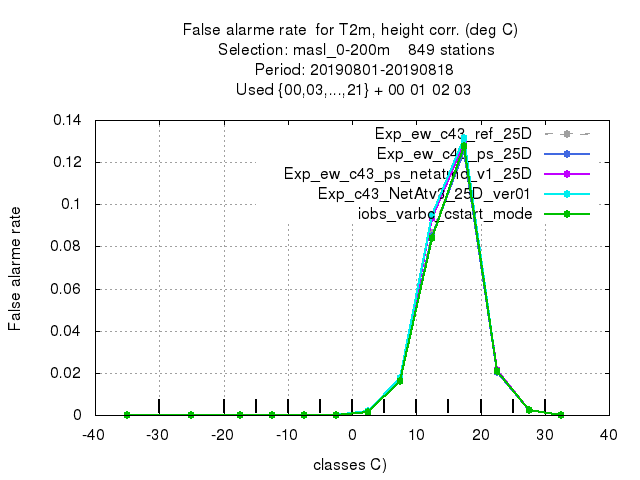 False alarme rate  for T2m, height corr. (deg C)
Selection: masl_0-200m    849 stations
Period: 20190801-20190818
Used {00,03,...,21} + 00 01 02 03
0.14
0.12
0.1
0.08
0.06
0.04
0.02
0
False alarme rate
Exp_ew_c43_ref_25D
Exp_ew_c43_ps_25D
Exp_ew_c43_ps_netatmo_v1_25D
Exp_c43_NetAtv3_25D_ver01
iobs_varbc_cstart_mode
-40 -30 -20 -10 0 10 20 30 40
classes C)